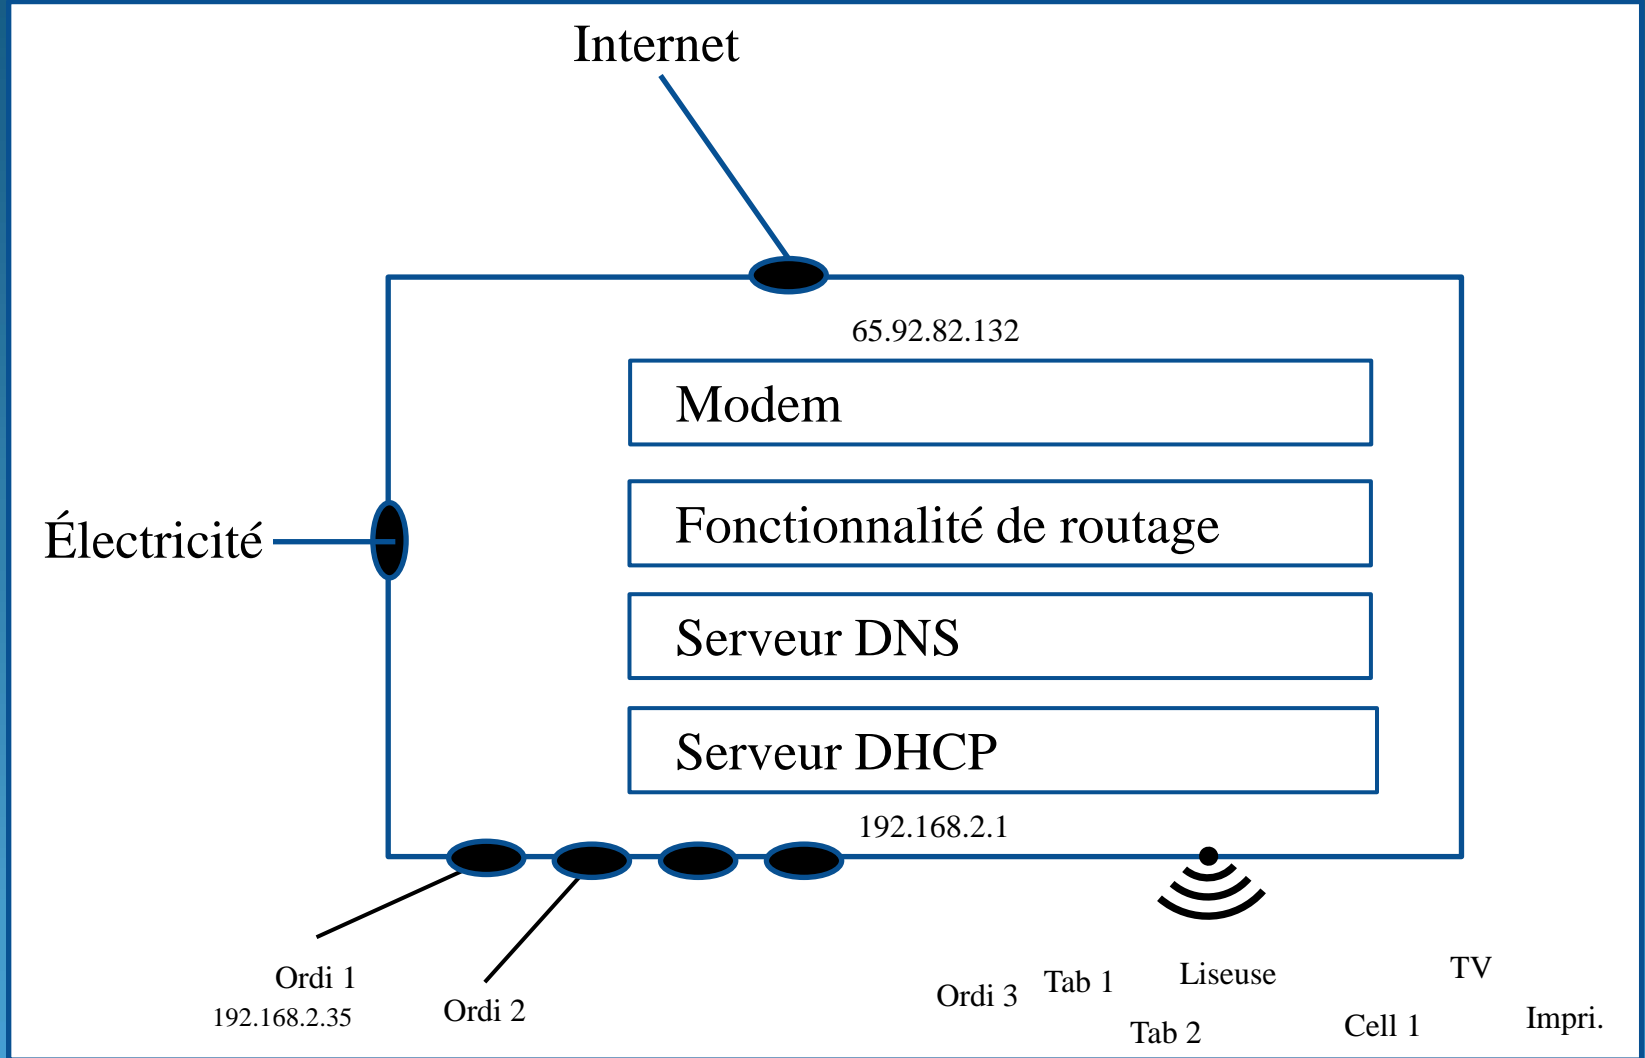 Internet
65.92.82.132
Modem
Électricité
Fonctionnalité de routage
Serveur DNS
Serveur DHCP
192.168.2.1
Ordi 1
192.168.2.35
Ordi 2
Ordi 3
Tab 1
Liseuse
TV
Tab 2
Cell 1
Impri.